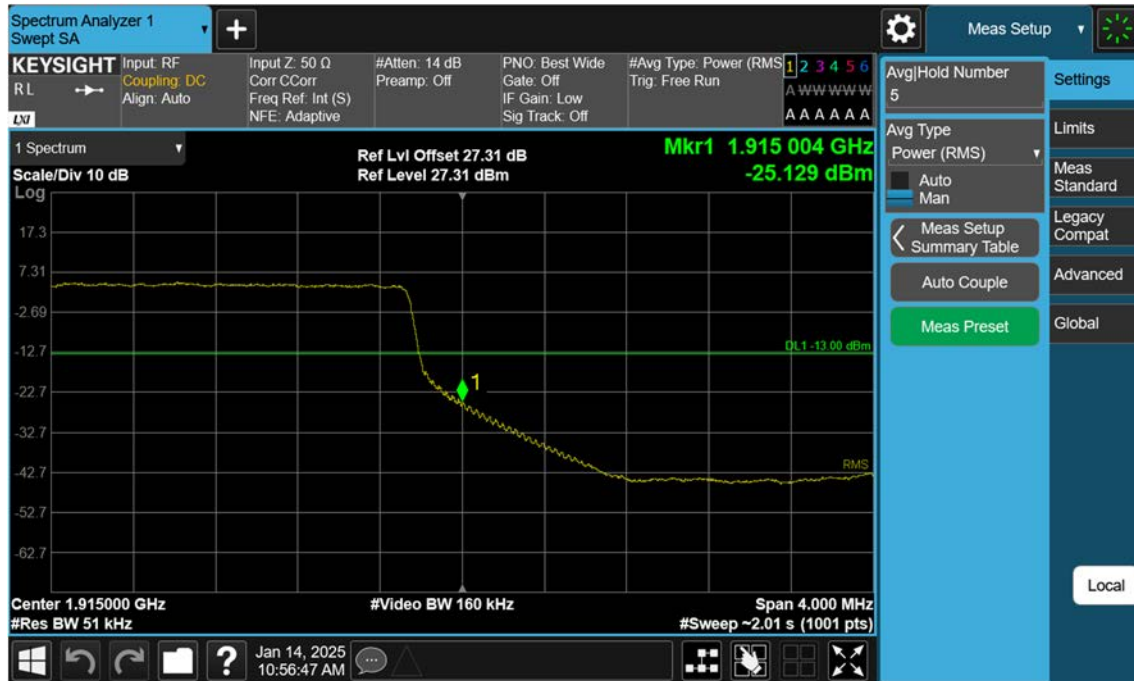 Spectrum Analyzer 1
Swept SA
Meas Setup
KEYSIGHT
RL
LXI
Input: RF
Coupling: DC
Align: Auto
Input Z: 50 Ω
Corr CCorr
Freq Ref: Int (S)
NFE: Adaptive
#Atten: 14 dB
Preamp: Off
PNO: Best Wide
Gate: Off
IF Gain: Low
Sig Track: Off
#Avg Type: Power (RMS
Trig: Free Run
1 2 3 4 5 6
A W W W W W
A A A A A A
1 Spectrum
Scale/Div 10 dB
Ref Lvl Offset 27.31 dB
Ref Level 27.31 dBm
Mkr1 1.915 004 GHz
-25.129 dBm
Log
17.3
7.31
-2.69
-12.7
DL1 -13.00 dBm
-22.7
1
-32.7
-42.7
RMS
-52.7
-62.7
Center 1.915000 GHz
#Video BW 160 kHz
Span 4.000 MHz
#Res BW 51 kHz
#Sweep ~2.01 s (1001 pts)
Avg|Hold Number
5
Avg Type
Power (RMS)
Auto
Man
Meas Setup
Summary Table
Auto Couple
Meas Preset
Settings
Limits
Meas
Standard
Legacy
Compat
Advanced
Global
Local
?
Jan 14, 2025
10:56:47 AM